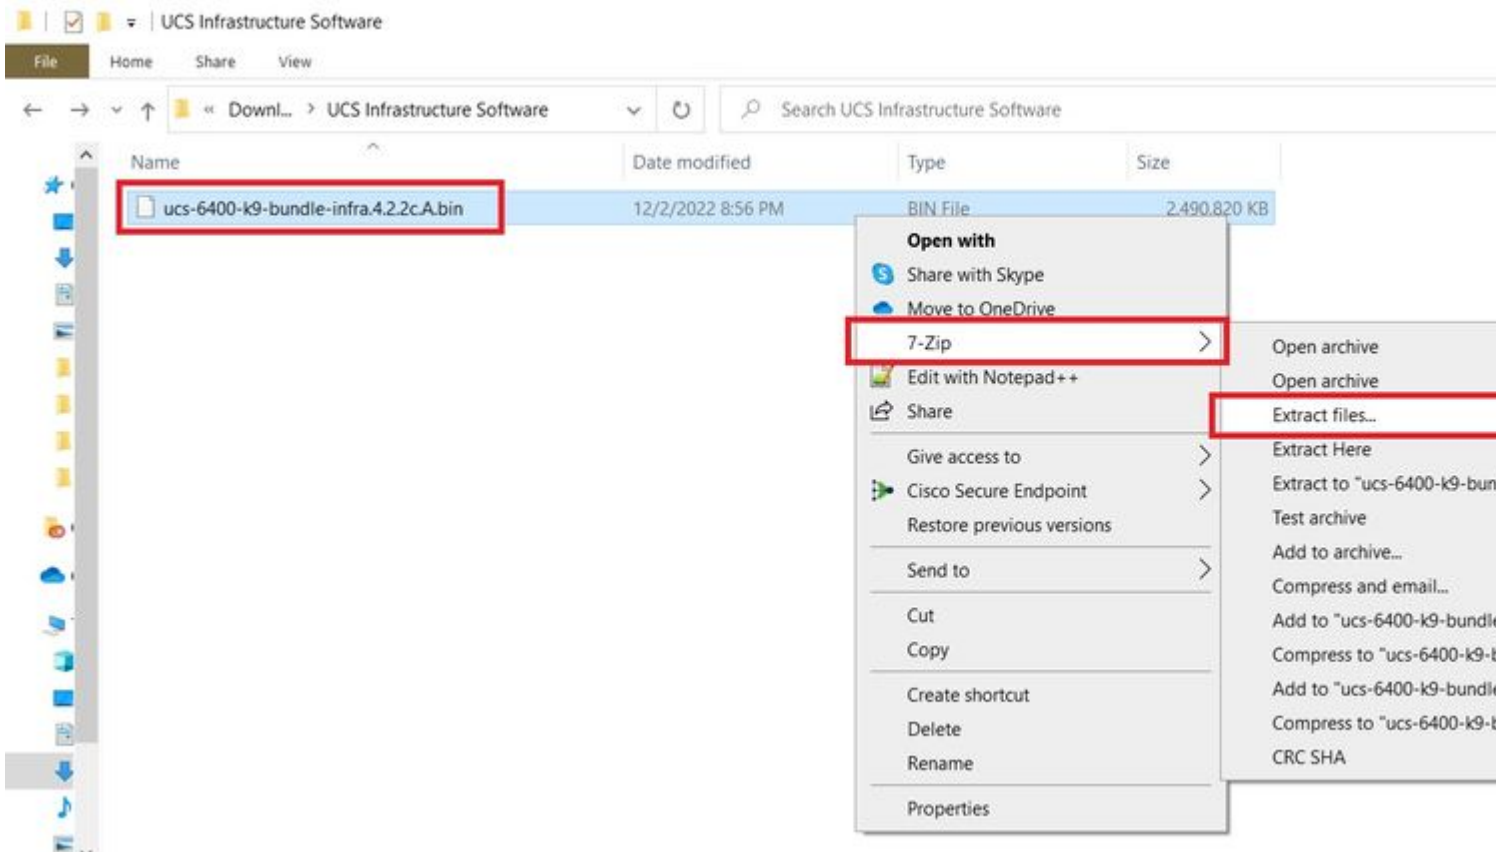 UCS Infrastructure Software
File Home Share View
« Downl... > UCS Infrastructure Software Search UCS Infrastructure Software
Name Date modified Type Size
ucs-6400-k9-bundle-infra.4.2.2c.A.bin 12/2/2022 8:56 PM BIN File 2.490.820 KB
Open with
Share with Skype
Move to OneDrive
7-Zip
Edit with Notepad++
Share
Give access to
Cisco Secure Endpoint
Restore previous versions
Send to
Cut
Copy
Create shortcut
Delete
Rename
Properties
Open archive
Open archive
Extract files...
Extract Here
Extract to "ucs-6400-k9-bun
Test archive
Add to archive...
Compress and email...
Add to "ucs-6400-k9-bundle
Compress to "ucs-6400-k9-b
Add to "ucs-6400-k9-bundle
Compress to "ucs-6400-k9-b
CRC SHA